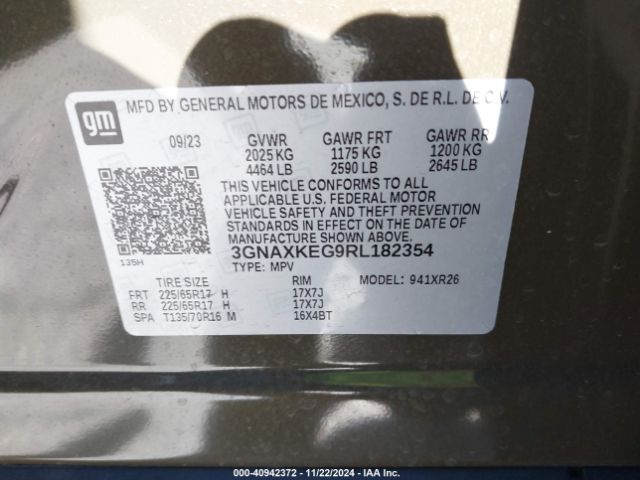 gm
MFD BY GENERAL MOTORS DE MEXICO, S. DE R.L. DE C.V.
09/23 GVWR GAWR FRT GAWR RR
2025 KG 1175 KG 1200 KG
4464 LB 2590 LB 2645 LB
THIS VEHICLE CONFORMS TO ALL
APPLICABLE U.S. FEDERAL MOTOR
VEHICLE SAFETY AND THEFT PREVENTION
STANDARDS IN EFFECT ON THE DATE OF
MANUFACTURE SHOWN ABOVE.
135H 3GNAXKEG9RL182354
TYPE: MPV MODEL: 941XR26
TIRE SIZE RIM
FRT 225/65R17 H 17X7J
RR 225/65R17 H 17X7J
SPA T135/70R16 M 16X4BT
000-40942372 - 11/22/2024 - IAA Inc.